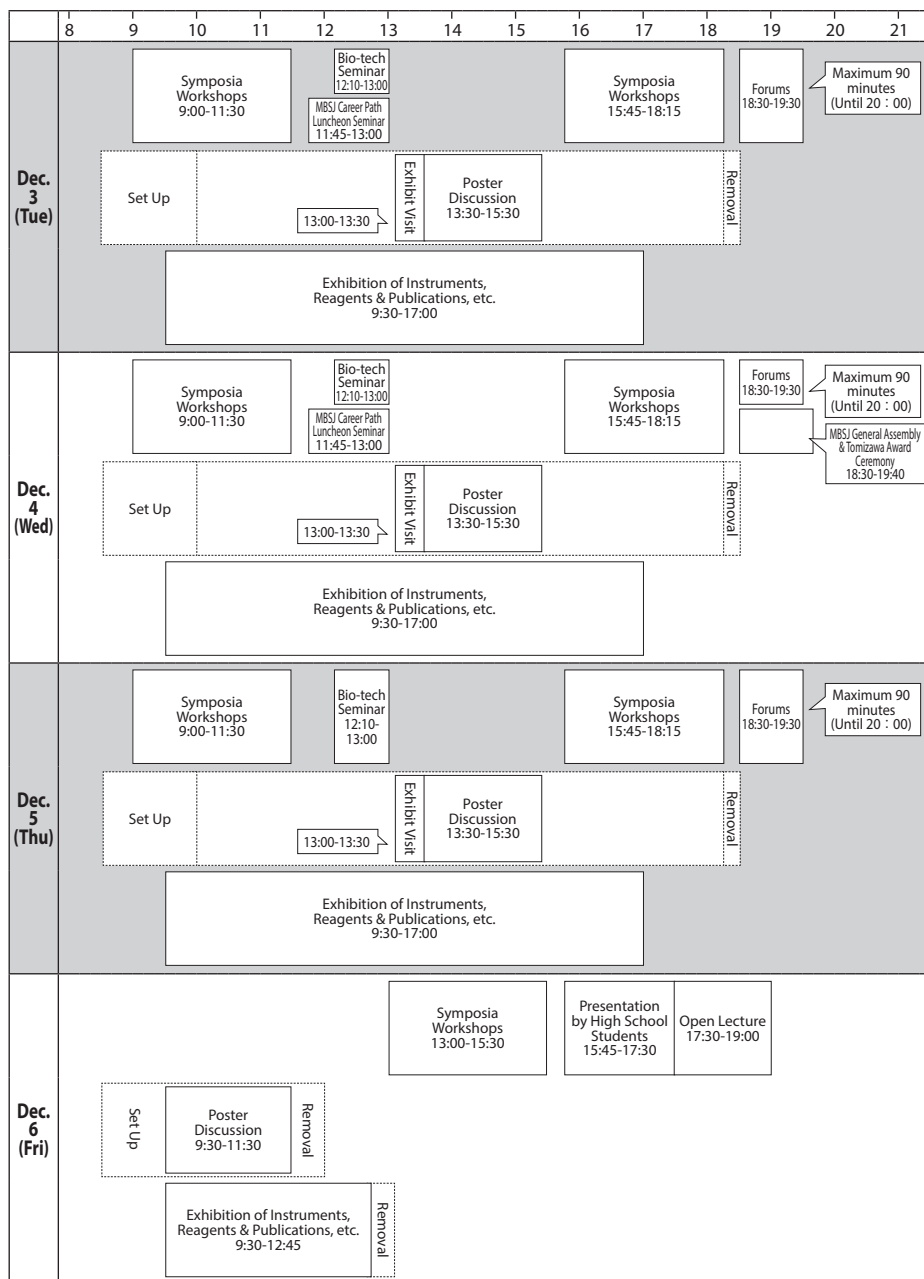 8 9 10 11 12 13 14 15 16 17 18 19 20 21
Dec.
3
(Tue)
Symposia
Workshops
9:00-11:30
Bio-tech
Seminar
12:10-13:00
MBSJ Career Path
Luncheon Seminar
11:45-13:00
Symposia
Workshops
15:45-18:15
Forums
18:30-19:30
Maximum 90
minutes
(Until 20：00)
Set Up
13:00-13:30
Exhibit Visit
Poster
Discussion
13:30-15:30
Removal
Exhibition of Instruments,
Reagents & Publications, etc.
9:30-17:00
Dec.
4
(Wed)
Symposia
Workshops
9:00-11:30
Bio-tech
Seminar
12:10-13:00
MBSJ Career Path
Luncheon Seminar
11:45-13:00
Symposia
Workshops
15:45-18:15
Forums
18:30-19:30
Maximum 90
minutes
(Until 20：00)
MBSJ General Assembly
& Tomizawa Award
Ceremony
18:30-19:40
Set Up
13:00-13:30
Exhibit Visit
Poster
Discussion
13:30-15:30
Removal
Exhibition of Instruments,
Reagents & Publications, etc.
9:30-17:00
Dec.
5
(Thu)
Symposia
Workshops
9:00-11:30
Bio-tech
Seminar
12:10-
13:00
Symposia
Workshops
15:45-18:15
Forums
18:30-19:30
Maximum 90
minutes
(Until 20：00)
Set Up
13:00-13:30
Exhibit Visit
Poster
Discussion
13:30-15:30
Removal
Exhibition of Instruments,
Reagents & Publications, etc.
9:30-17:00
Dec.
6
(Fri)
Symposia
Workshops
13:00-15:30
Presentation
by High School
Students
15:45-17:30
Open Lecture
17:30-19:00
Set Up
Poster
Discussion
9:30-11:30
Removal
Exhibition of Instruments,
Reagents & Publications, etc.
9:30-12:45
Removal